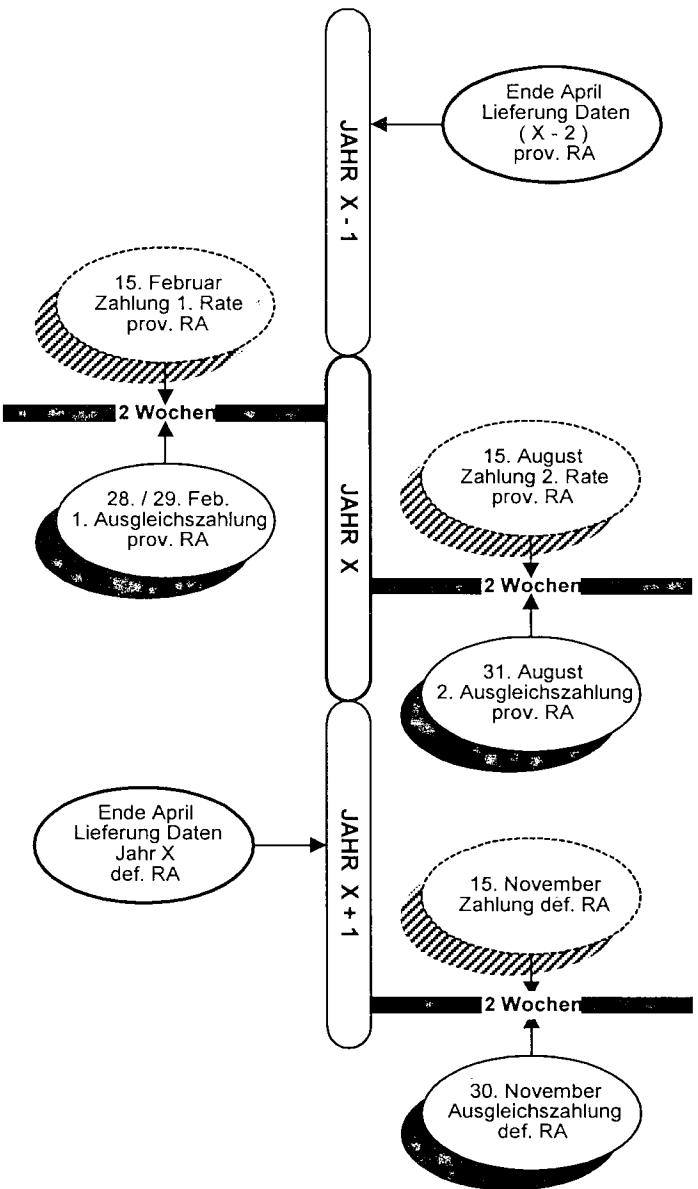 Ende April
Lieferung Daten
( X - 2 )
prov. RA
JAHR X - 1
15. Februar
Zahlung 1. Rate
prov. RA
2 Wochen
28. / 29. Feb.
1. Ausgleichszahlung
prov. RA
JAHR X
15. August
Zahlung 2. Rate
prov. RA
2 Wochen
31. August
2. Ausgleichszahlung
prov. RA
Ende April
Lieferung Daten
Jahr X
def. RA
JAHR X + 1
15. November
Zahlung def. RA
2 Wochen
30. November
Ausgleichszahlung
def. RA